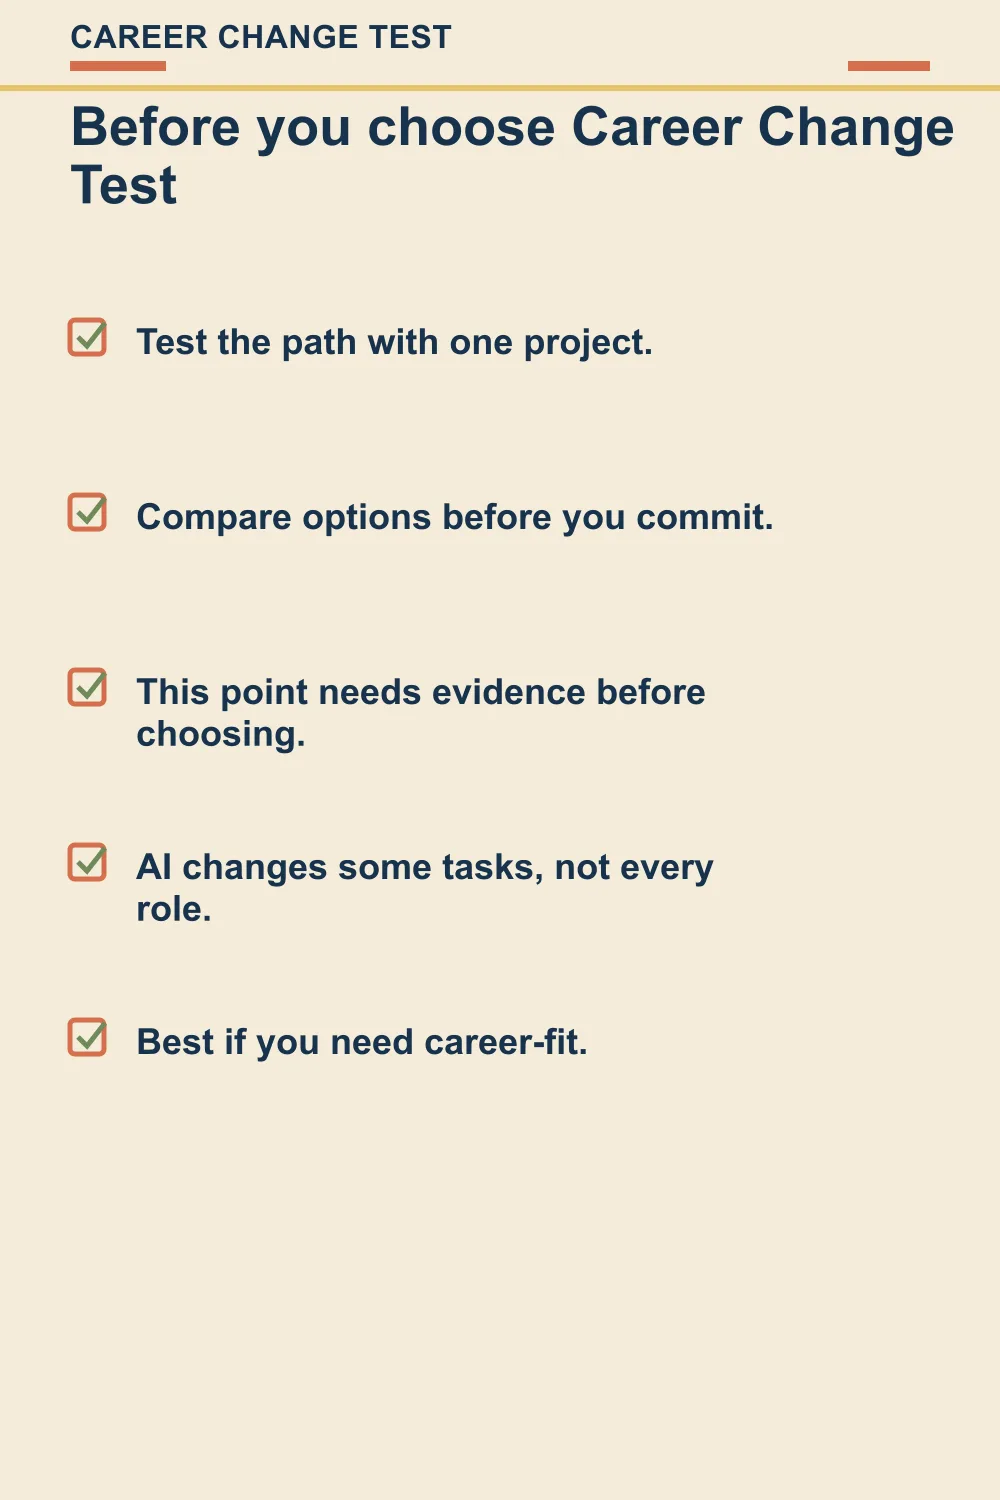 CAREER CHANGE TEST
Before you choose Career Change
Test
Test the path with one project.
Compare options before you commit.
This point needs evidence before
choosing.
AI changes some tasks, not every
role.
Best if you need career-fit.